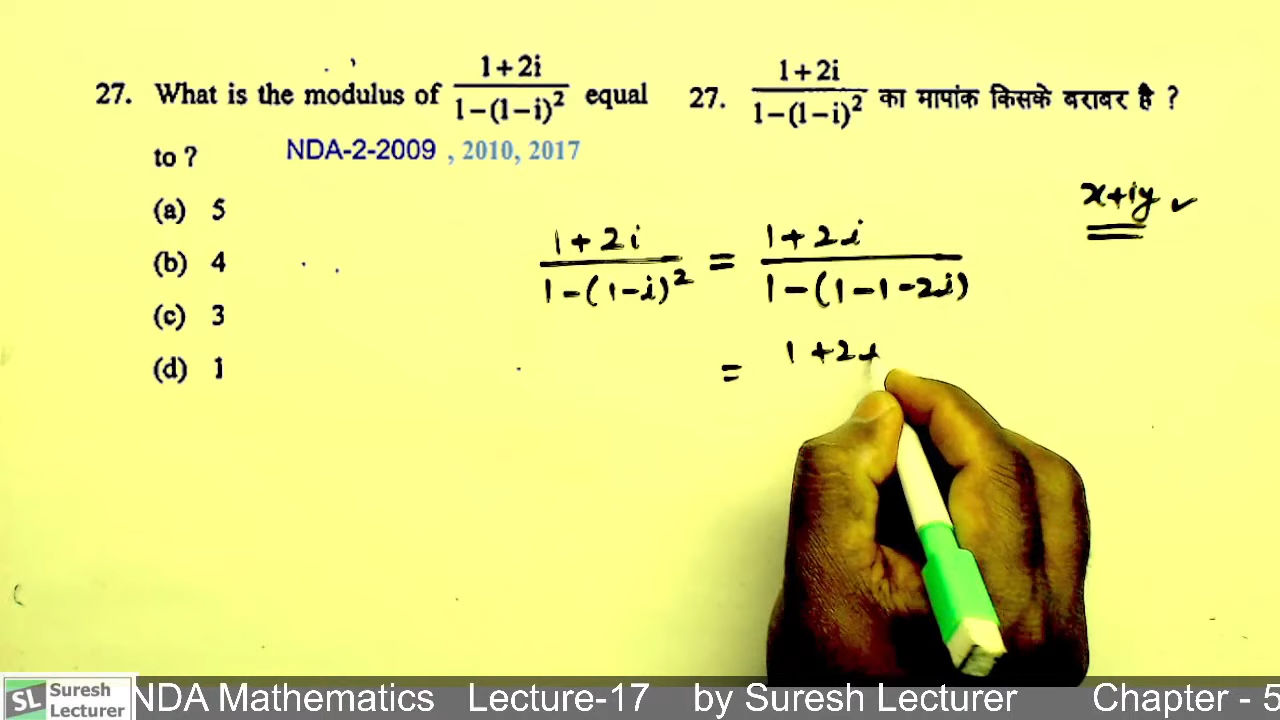 27. What is the modulus of (1+2i)/(1-(1-i)²) equal
to ?
NDA-2-2009 , 2010, 2017
(a) 5
(b) 4
(c) 3
(d) 1
27. (1+2i)/(1-(1-i)²) का मापांक किसके बराबर है ?
x+iy ✓
(1+2i)/(1-(1-i)²) = (1+2i)/(1-(1-1-2i))
= 1+2i
SL Suresh Lecturer
NDA Mathematics Lecture-17 by Suresh Lecturer Chapter - 5